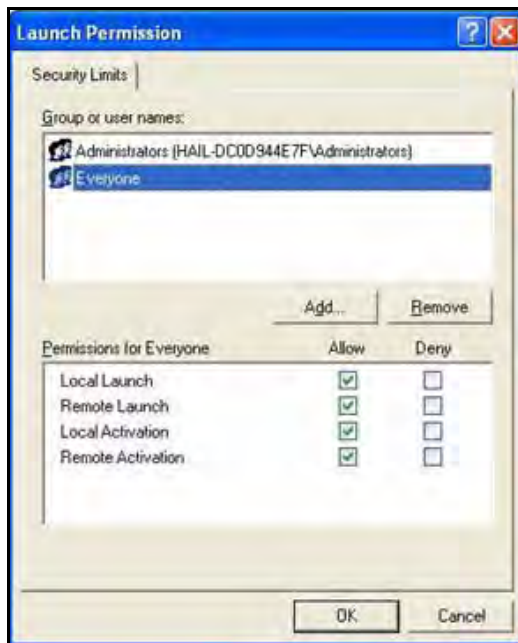 Launch Permission
Security Limits
Group or user names:
Administrators (HAIL-DC0D944E7F\Administrators)
Everyone
Add...
Remove
Permissions for Everyone
Allow
Deny
Local Launch
Remote Launch
Local Activation
Remote Activation
OK
Cancel